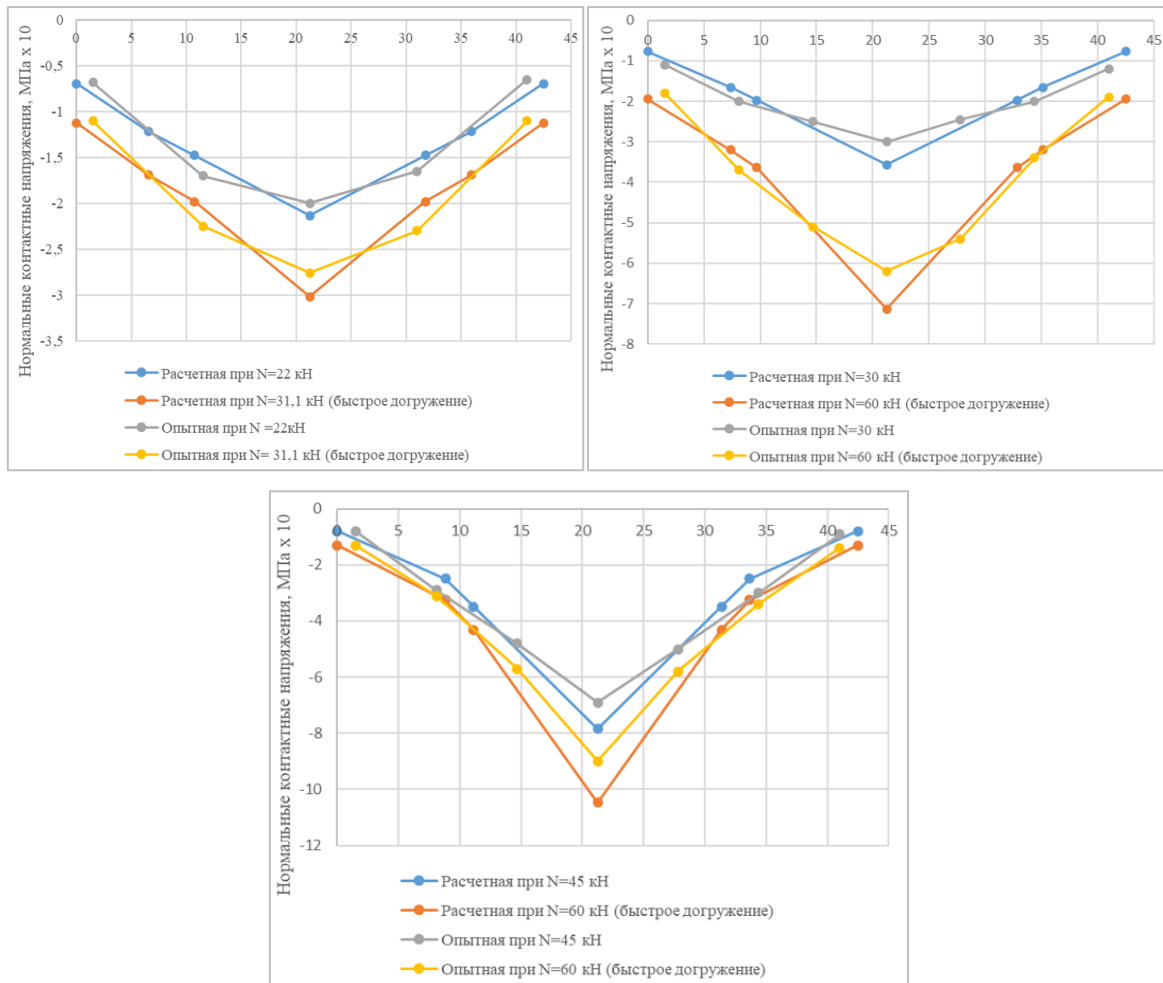 Нормальные контактные напряжения, МПа х 10
0 5 10 15 20 25 30 35 40 45
0
-0,5
-1
-1,5
-2
-2,5
-3
-3,5
Расчетная при N=22 кН
Расчетная при N=31,1 кН (быстрое догружение)
Опытная при N =22кН
Опытная при N= 31,1 кН (быстрое догружение)
Нормальные контактные напряжения, МПа х 10
0 5 10 15 20 25 30 35 40 45
0
-1
-2
-3
-4
-5
-6
-7
-8
Расчетная при N=30 кН
Расчетная при N=60 кН (быстрое догружение)
Опытная при N=30 кН
Опытная при N=60 кН (быстрое догружение)
Нормальные контактные напряжения, МПа х 10
0 5 10 15 20 25 30 35 40 45
0
-2
-4
-6
-8
-10
-12
Расчетная при N=45 кН
Расчетная при N=60 кН (быстрое догружение)
Опытная при N=45 кН
Опытная при N=60 кН (быстрое догружение)